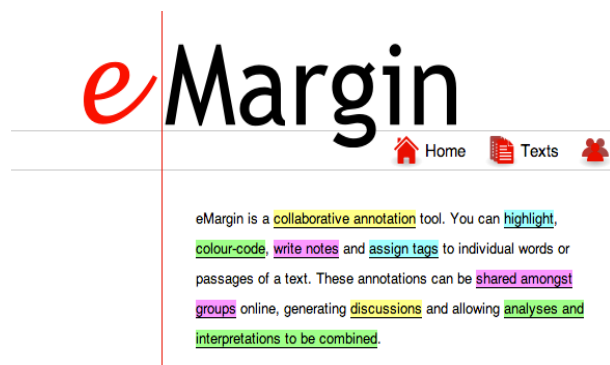 eMargin
Home Texts
eMargin is a collaborative annotation tool. You can highlight,
colour-code, write notes and assign tags to individual words or
passages of a text. These annotations can be shared amongst
groups online, generating discussions and allowing analyses and
interpretations to be combined.